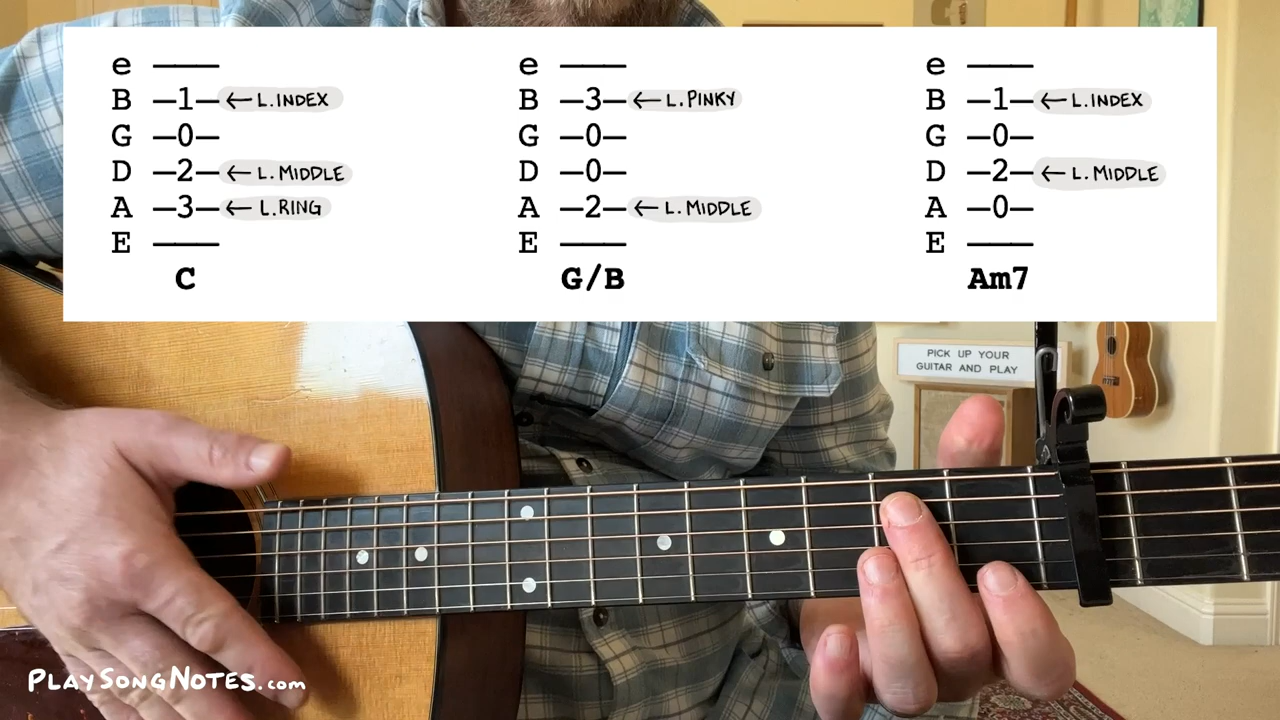 e ——— e ——— e ———
B —1— ← L.INDEX B —3— ← L.PINKY B —1— ← L.INDEX
G —0— G —0— G —0—
D —2— ← L.MIDDLE D —0— D —2— ← L.MIDDLE
A —3— ← L.RING A —2— ← L.MIDDLE A —0—
E ——— E ——— E ———
C G/B Am7
PICK UP YOUR
GUITAR AND PLAY
PLAYSONGNOTES.com